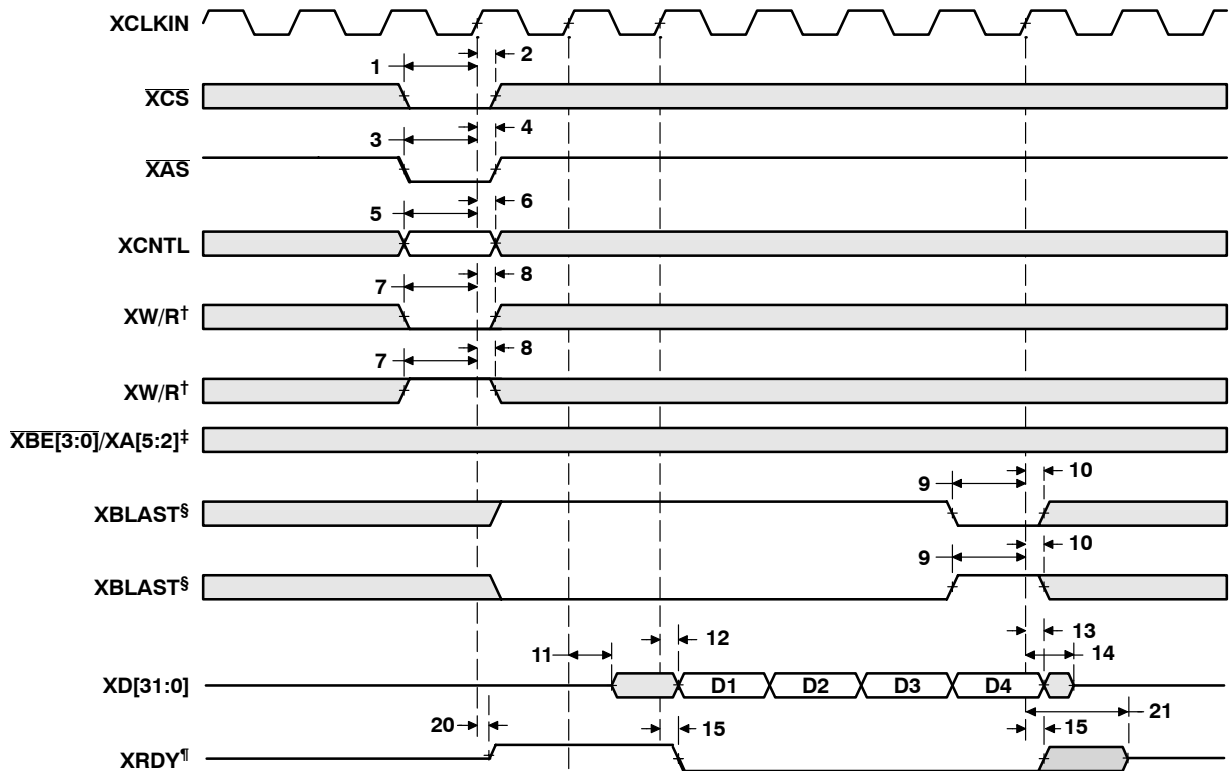 XCLKIN
1 2
XCS
3 4
XAS
5 6
XCNTL
7 8
XW/R†
7 8
XW/R†
XBE[3:0]/XA[5:2]‡
9 10
XBLAST§
9 10
XBLAST§
11 12 13
14
XD[31:0] D1 D2 D3 D4
20 15 15 21
XRDY¶